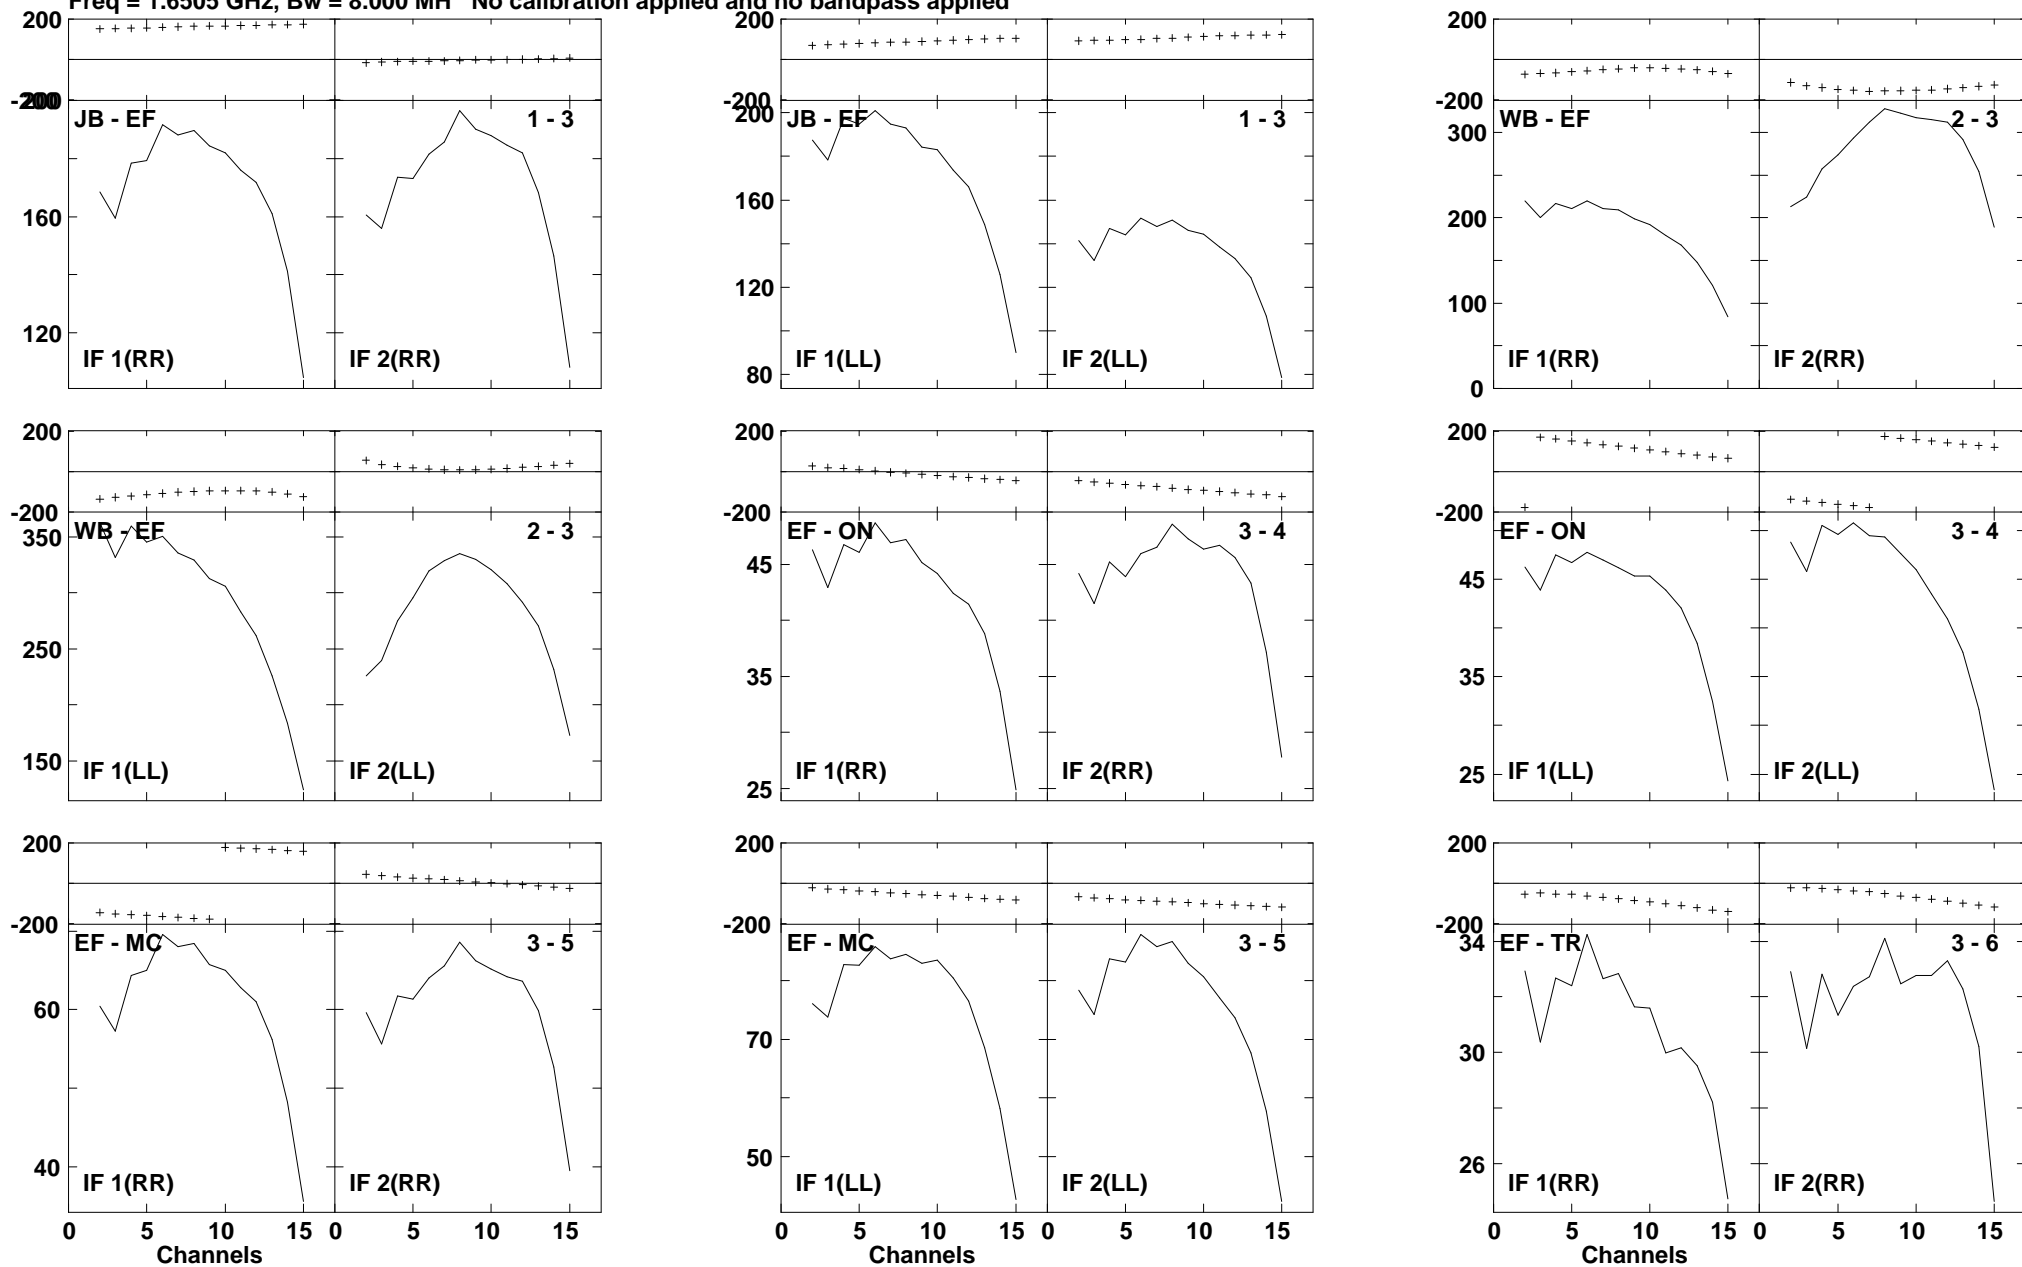 Freq = 1.6505 GHz, Bw = 8.000 MH No calibration applied and no bandpass applied
200
-200
JB - EF 1 - 3
160
120
IF 1(RR) IF 2(RR)
200
-200
200
JB - EF 1 - 3
160
120
80
IF 1(LL) IF 2(LL)
200
-200
WB - EF 2 - 3
300
200
100
0
IF 1(RR) IF 2(RR)
200
-200
WB - EF 2 - 3
350
250
150
IF 1(LL) IF 2(LL)
200
-200
EF - ON 3 - 4
45
35
25
IF 1(RR) IF 2(RR)
200
-200
EF - ON 3 - 4
45
35
25
IF 1(LL) IF 2(LL)
200
-200
EF - MC 3 - 5
60
40
IF 1(RR) IF 2(RR)
0 5 10 15 0 5 10 15
Channels
200
-200
EF - MC 3 - 5
70
50
IF 1(LL) IF 2(LL)
0 5 10 15 0 5 10 15
Channels
200
-200
34
EF - TR 3 - 6
30
26
IF 1(RR) IF 2(RR)
0 5 10 15 0 5 10 15
Channels